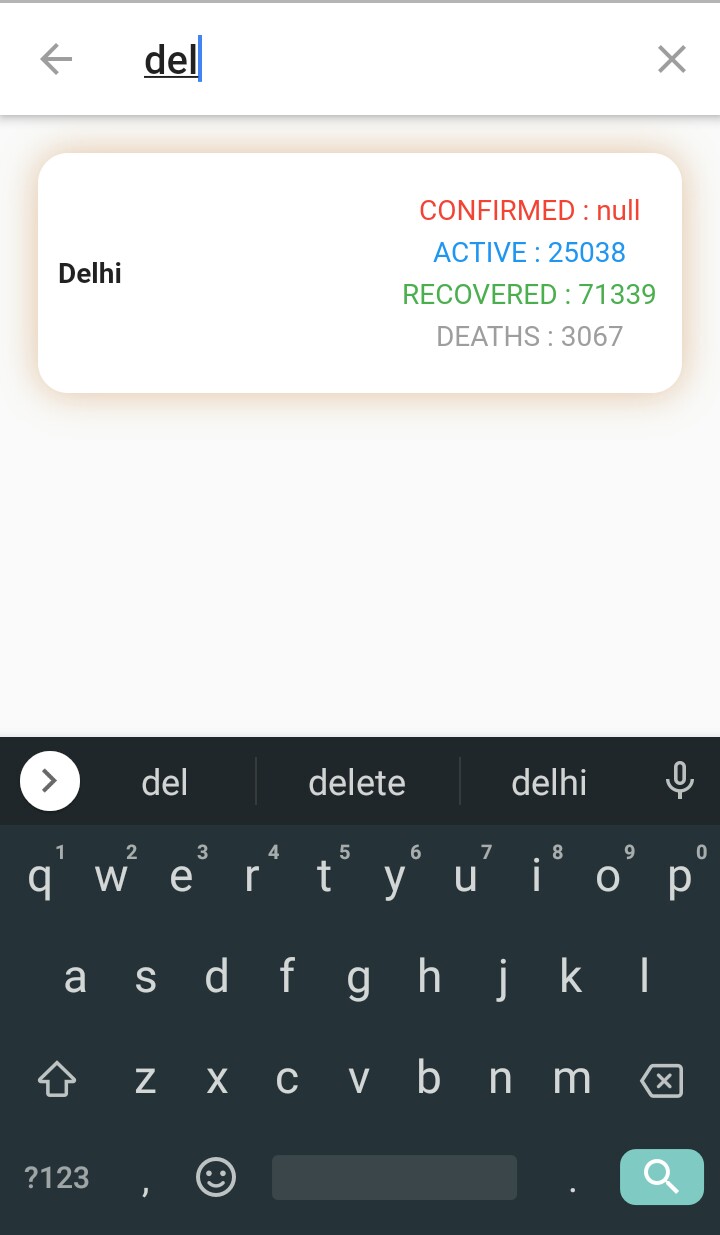 del
Delhi
CONFIRMED : null
ACTIVE : 25038
RECOVERED : 71339
DEATHS : 3067
del delete delhi
q1 w2 e3 r4 t5 y6 u7 i8 o9 p0
a s d f g h j k l
z x c v b n m
?123 , .